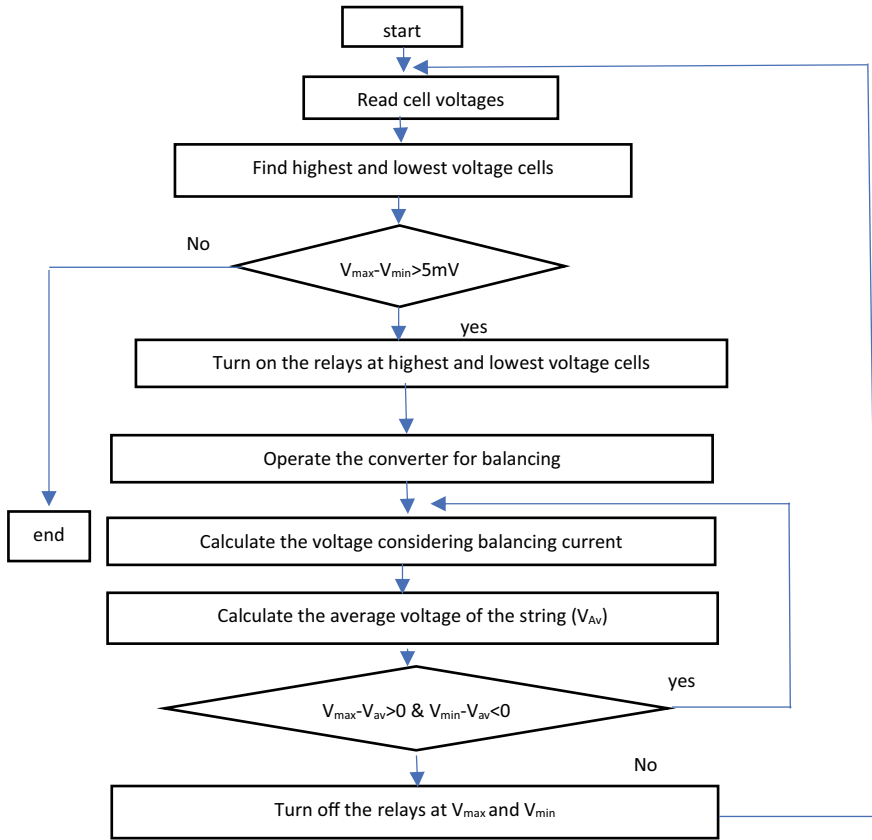 start
Read cell voltages
Find highest and lowest voltage cells
No
Vmax-Vmin>5mV
yes
Turn on the relays at highest and lowest voltage cells
Operate the converter for balancing
end
Calculate the voltage considering balancing current
Calculate the average voltage of the string (VAv)
yes
Vmax-Vav>0 & Vmin-Vav<0
No
Turn off the relays at Vmax and Vmin